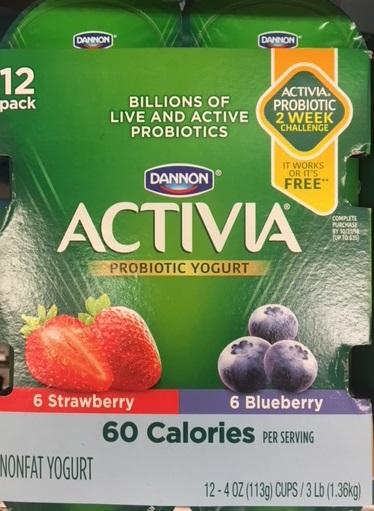 DANNON
DANNON
12
pack
BILLIONS OF
LIVE AND ACTIVE
PROBIOTICS
ACTIVIA®
PROBIOTIC
2 WEEK
CHALLENGE
IT WORKS
OR IT'S
FREE**
DANNON®
ACTIVIA®
PROBIOTIC YOGURT
COMPLETE
PURCHASE
6 Strawberry
6 Blueberry
60 Calories PER SERVING
NONFAT YOGURT
12 - 4 OZ (113g) CUPS / 3 Lb (1.36kg)